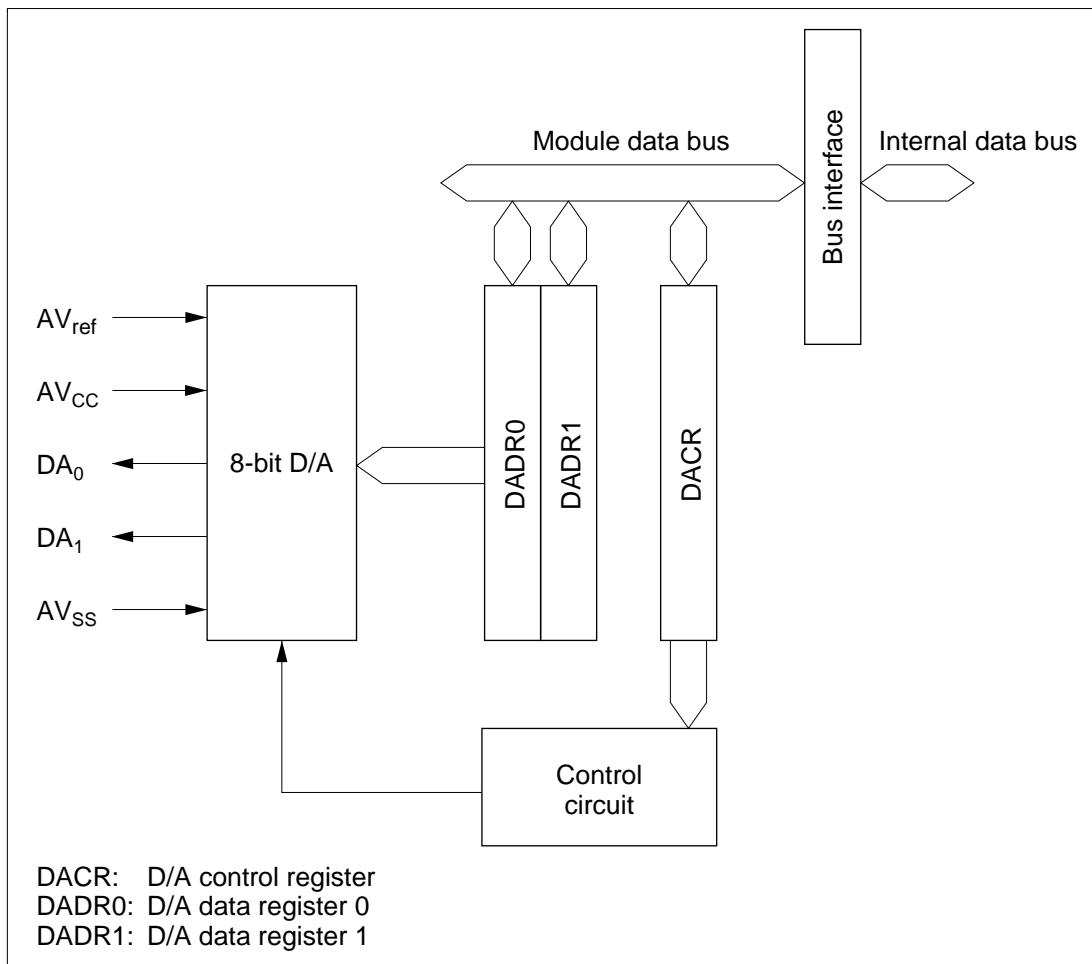 Bus interface
Module data bus
Internal data bus
AVref
AVCC
DA0
DA1
AVSS
8-bit D/A
DADR0
DADR1
DACR
Control
circuit
DACR: D/A control register
DADR0: D/A data register 0
DADR1: D/A data register 1